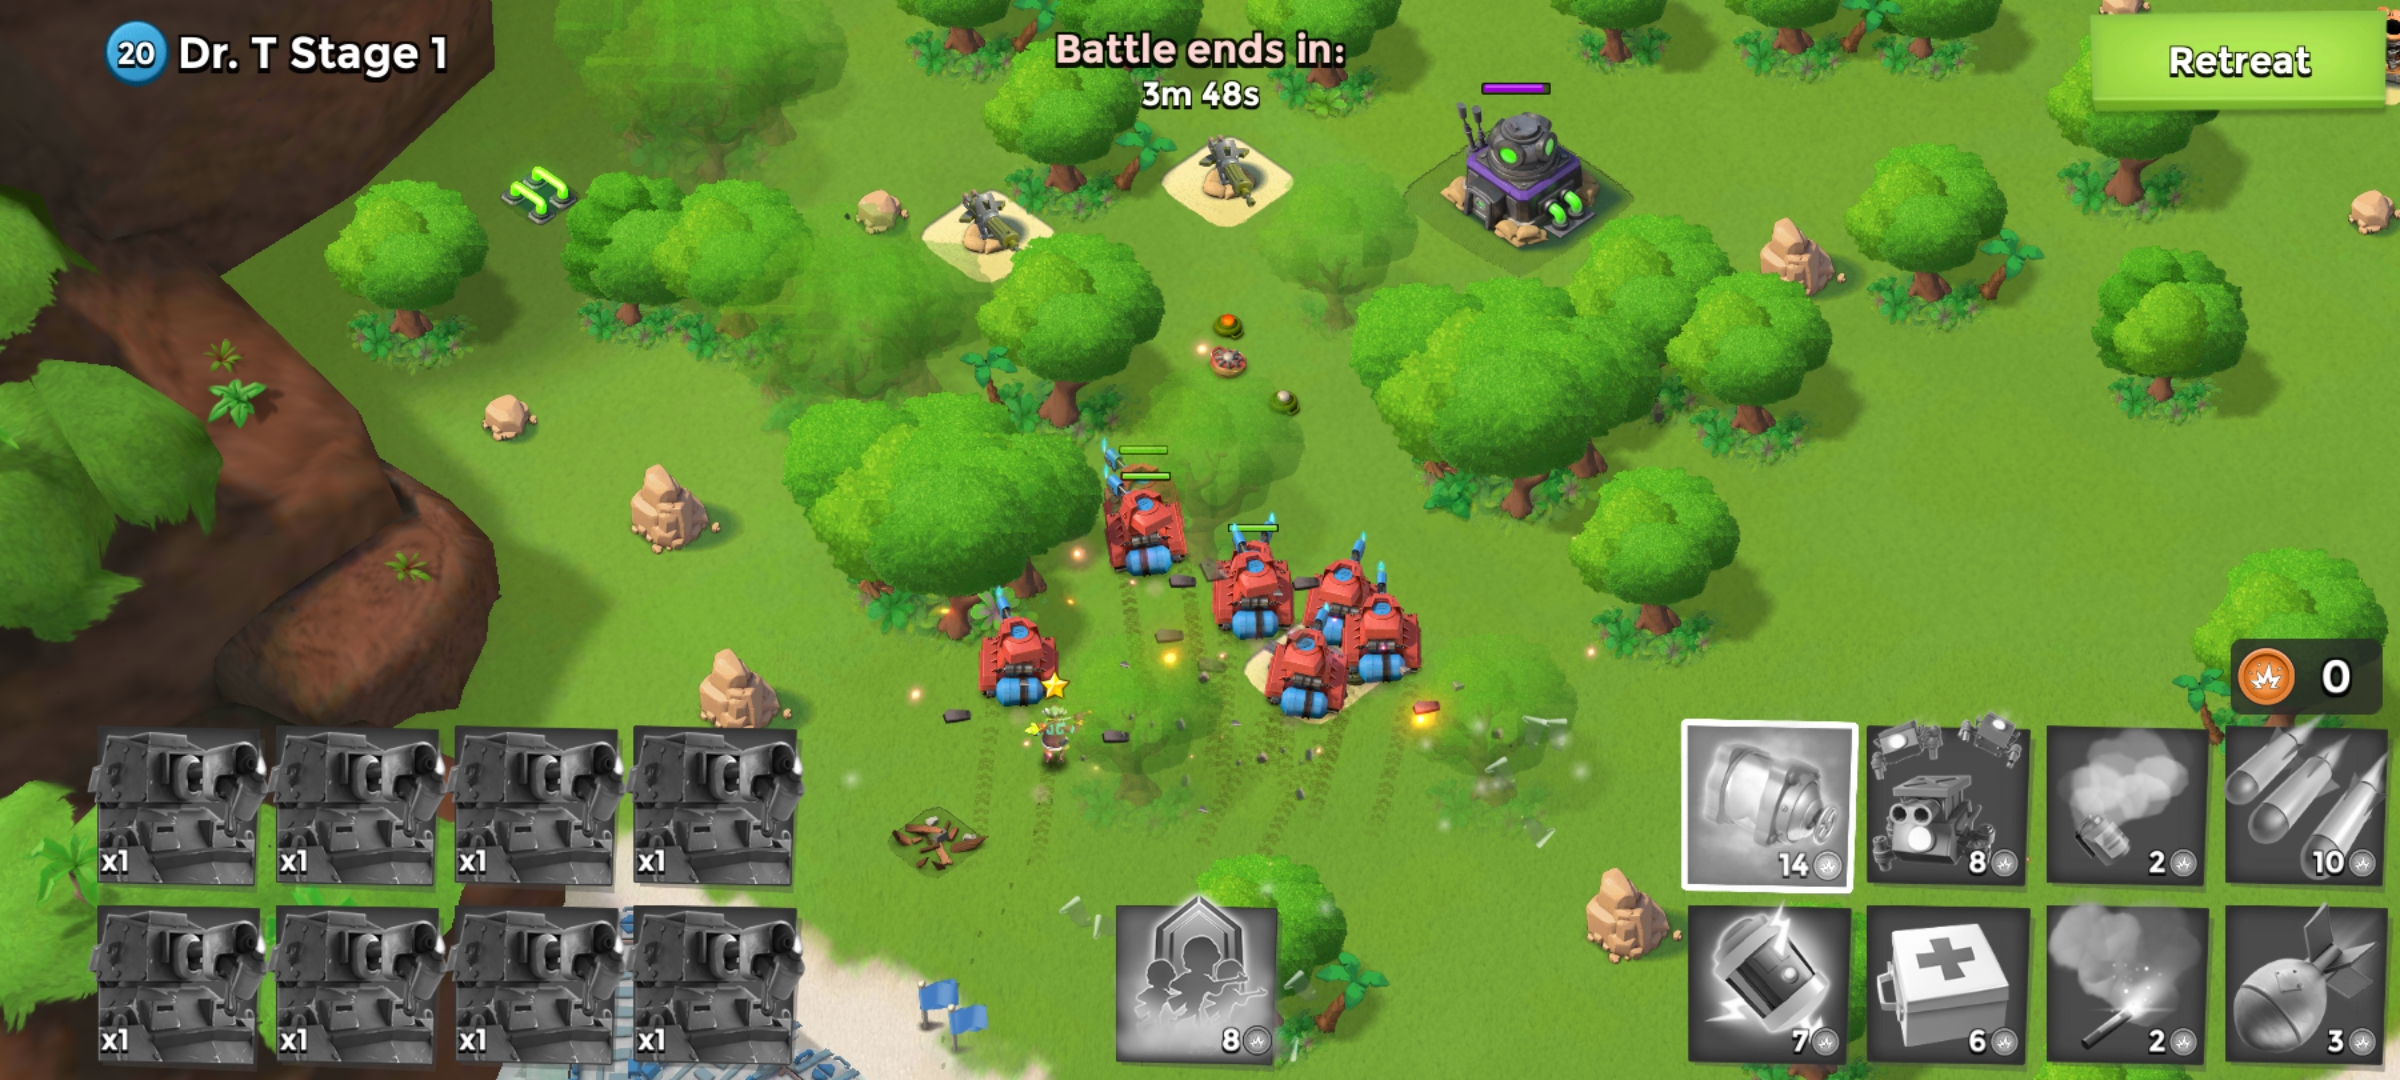 20 Dr. T Stage 1
Battle ends in:
3m 48s
Retreat
0
x1 x1 x1 x1
14 8 2 10
x1 x1 x1 x1
8
7 6 2 3